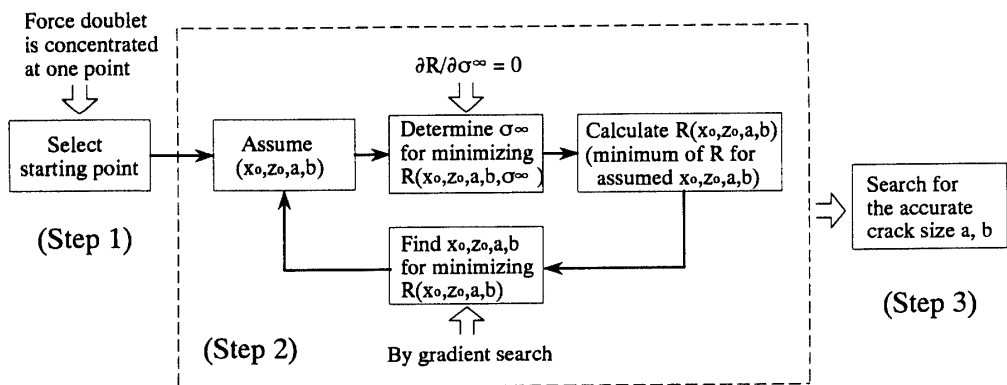 Force doublet
is concentrated
at one point
Select
starting point
(Step 1)
Assume
(x₀,z₀,a,b)
∂R/∂σ∞ = 0
Determine σ∞
for minimizing
R(x₀,z₀,a,b,σ∞ )
Calculate R(x₀,z₀,a,b)
(minimum of R for
assumed x₀,z₀,a,b)
Find x₀,z₀,a,b
for minimizing
R(x₀,z₀,a,b)
By gradient search
(Step 2)
Search for
the accurate
crack size a, b
(Step 3)